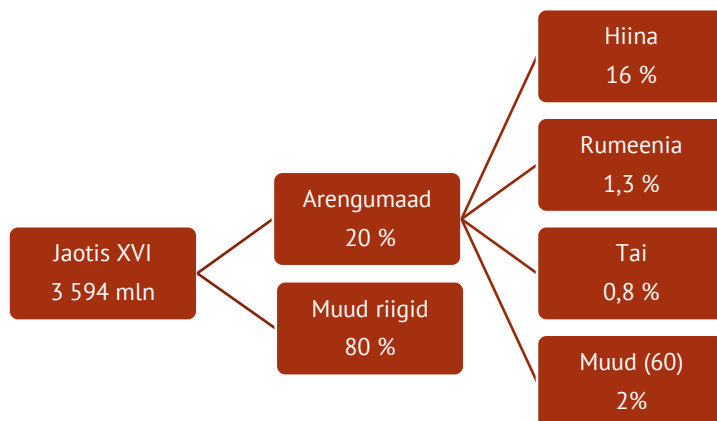 Jaotis XVI
3 594 mln
Arengumaad
20 %
Muud riigid
80 %
Hiina
16 %
Rumeenia
1,3 %
Tai
0,8 %
Muud (60)
2%